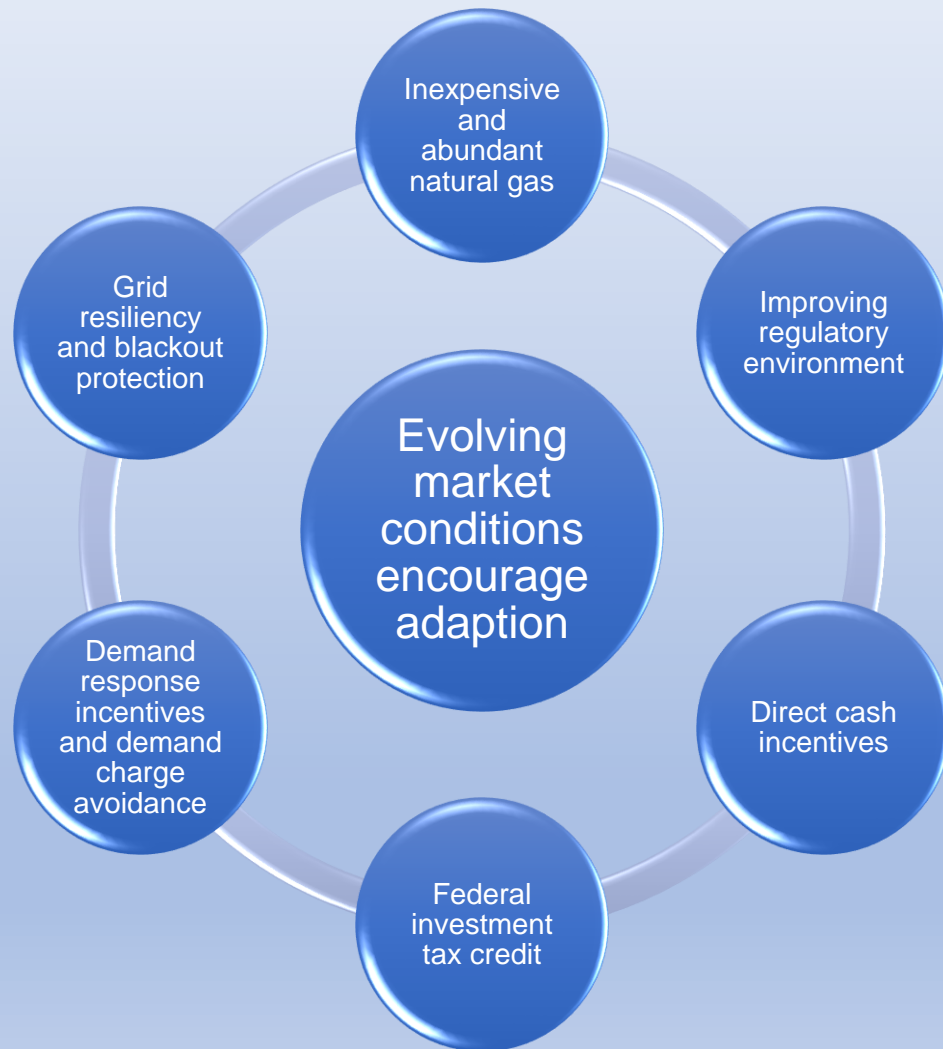 Inexpensive
and
abundant
natural gas
Improving
regulatory
environment
Direct cash
incentives
Federal
investment
tax credit
Demand
response
incentives
and demand
charge
avoidance
Grid
resiliency
and blackout
protection
Evolving
market
conditions
encourage
adaption